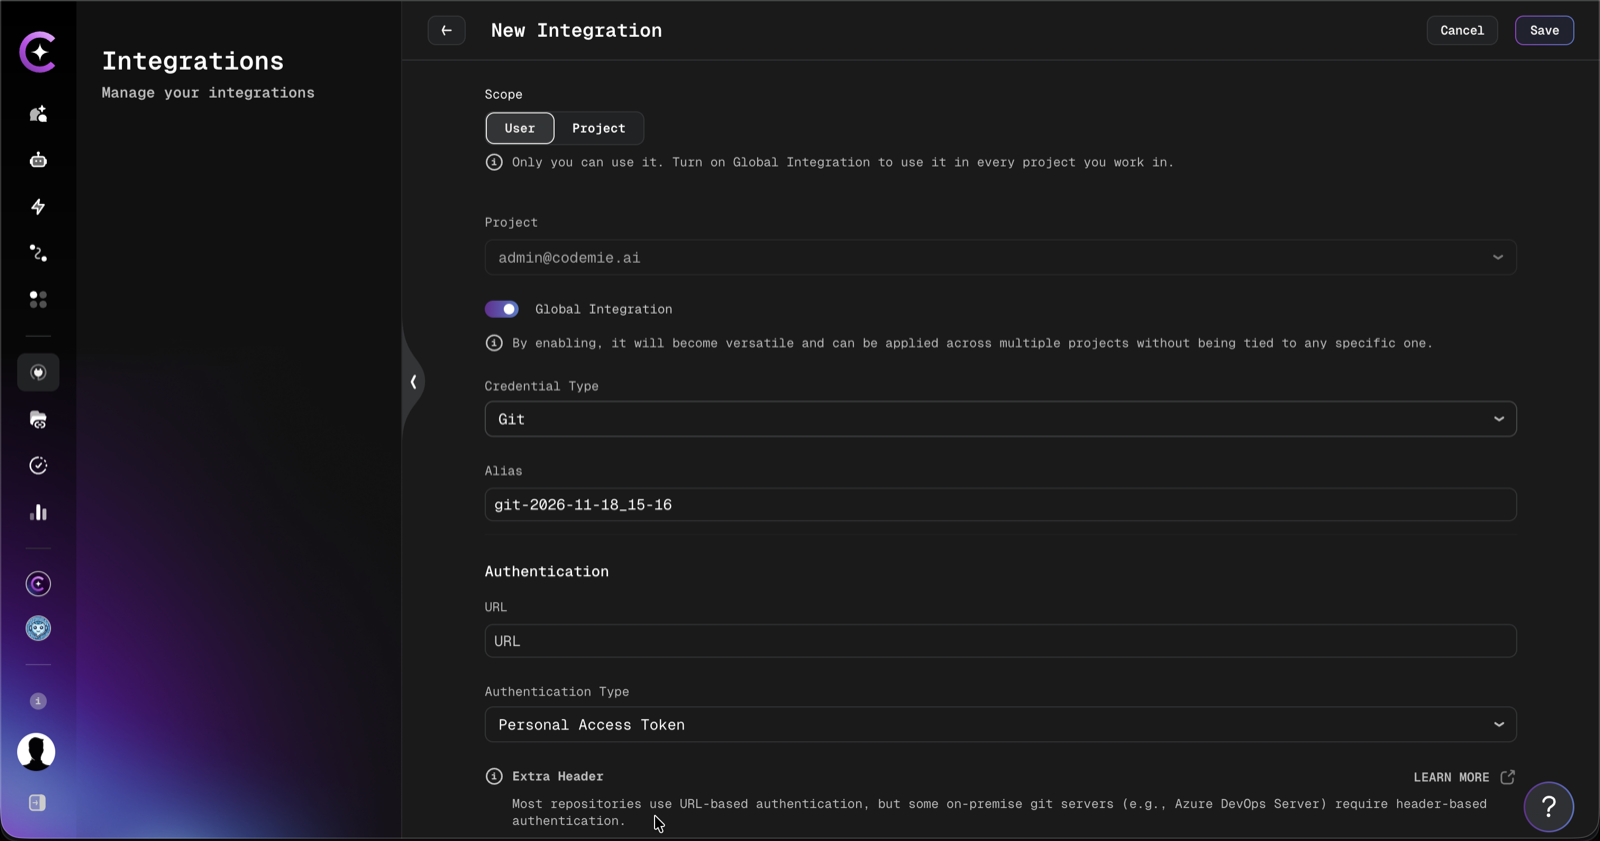 Integrations
Manage your integrations
New Integration
Cancel
Save
Scope
User
Project
Only you can use it. Turn on Global Integration to use it in every project you work in.
Project
admin@codemie.ai
Global Integration
By enabling, it will become versatile and can be applied across multiple projects without being tied to any specific one.
Credential Type
Git
Alias
git-2026-11-18_15-16
Authentication
URL
URL
Authentication Type
Personal Access Token
Extra Header
LEARN MORE
Most repositories use URL-based authentication, but some on-premise git servers (e.g., Azure DevOps Server) require header-based
authentication.
?